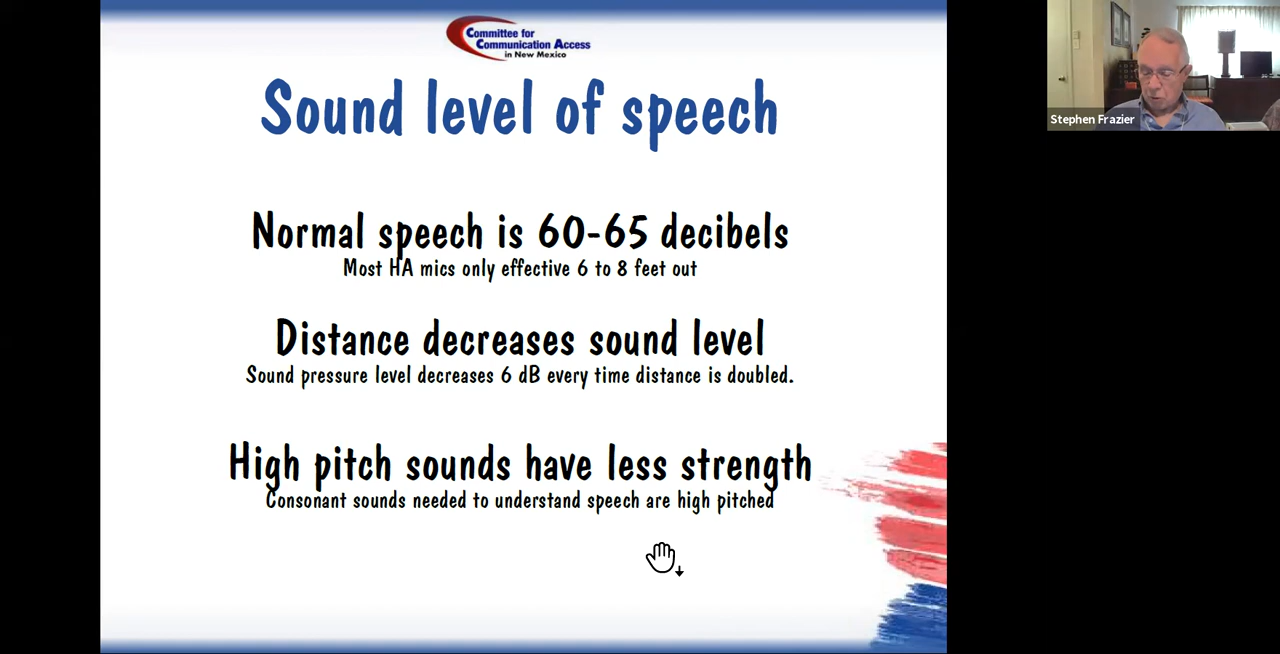 Committee for
Communication Access
in New Mexico
Sound level of speech
Normal speech is 60-65 decibels
Most HA mics only effective 6 to 8 feet out
Distance decreases sound level
Sound pressure level decreases 6 dB every time distance is doubled.
High pitch sounds have less strength
Consonant sounds needed to understand speech are high pitched
Stephen Frazier